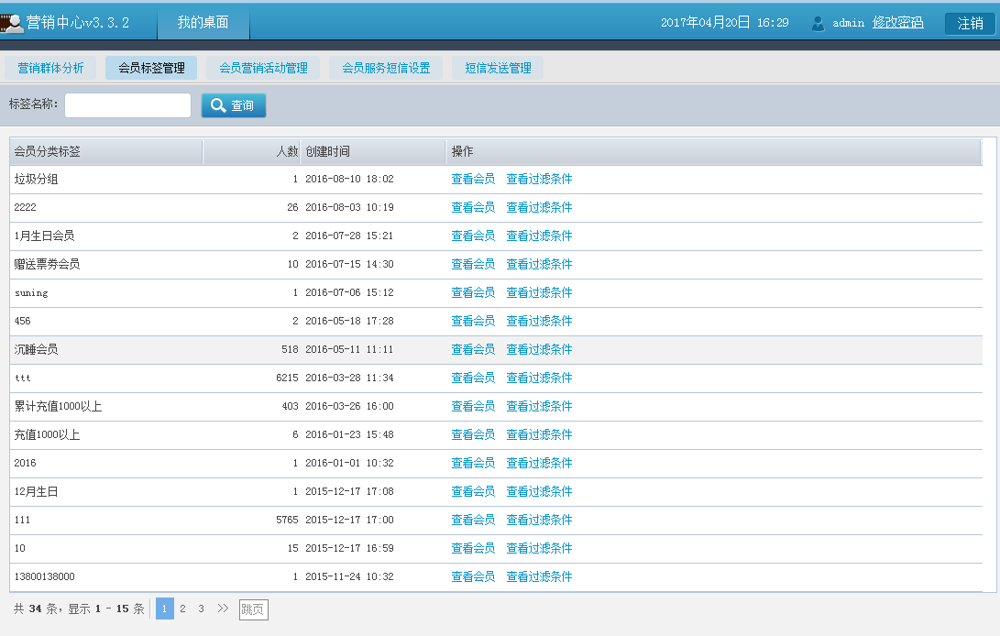 营销中心v3.3.2 我的桌面 2017年04月20日 16:29 admin 修改密码 注销
营销群体分析 会员标签管理 会员营销活动管理 会员服务短信设置 短信发送管理
标签名称: 查询
会员分类标签 人数 创建时间 操作
垃圾分组 1 2016-08-10 18:02 查看会员 查看过滤条件
2222 26 2016-08-03 10:19 查看会员 查看过滤条件
1月生日会员 2 2016-07-28 15:21 查看会员 查看过滤条件
赠送票券会员 10 2016-07-15 14:30 查看会员 查看过滤条件
suning 1 2016-07-06 15:12 查看会员 查看过滤条件
456 2 2016-05-18 17:28 查看会员 查看过滤条件
沉睡会员 518 2016-05-11 11:11 查看会员 查看过滤条件
ttt 6215 2016-03-28 11:34 查看会员 查看过滤条件
累计充值1000以上 403 2016-03-26 16:00 查看会员 查看过滤条件
充值1000以上 6 2016-01-23 15:48 查看会员 查看过滤条件
2016 1 2016-01-01 10:32 查看会员 查看过滤条件
12月生日 1 2015-12-17 17:08 查看会员 查看过滤条件
111 5765 2015-12-17 17:00 查看会员 查看过滤条件
10 15 2015-12-17 16:59 查看会员 查看过滤条件
13800138000 1 2015-11-24 10:32 查看会员 查看过滤条件
共 34 条，显示 1 - 15 条 1 2 3 >> 跳页